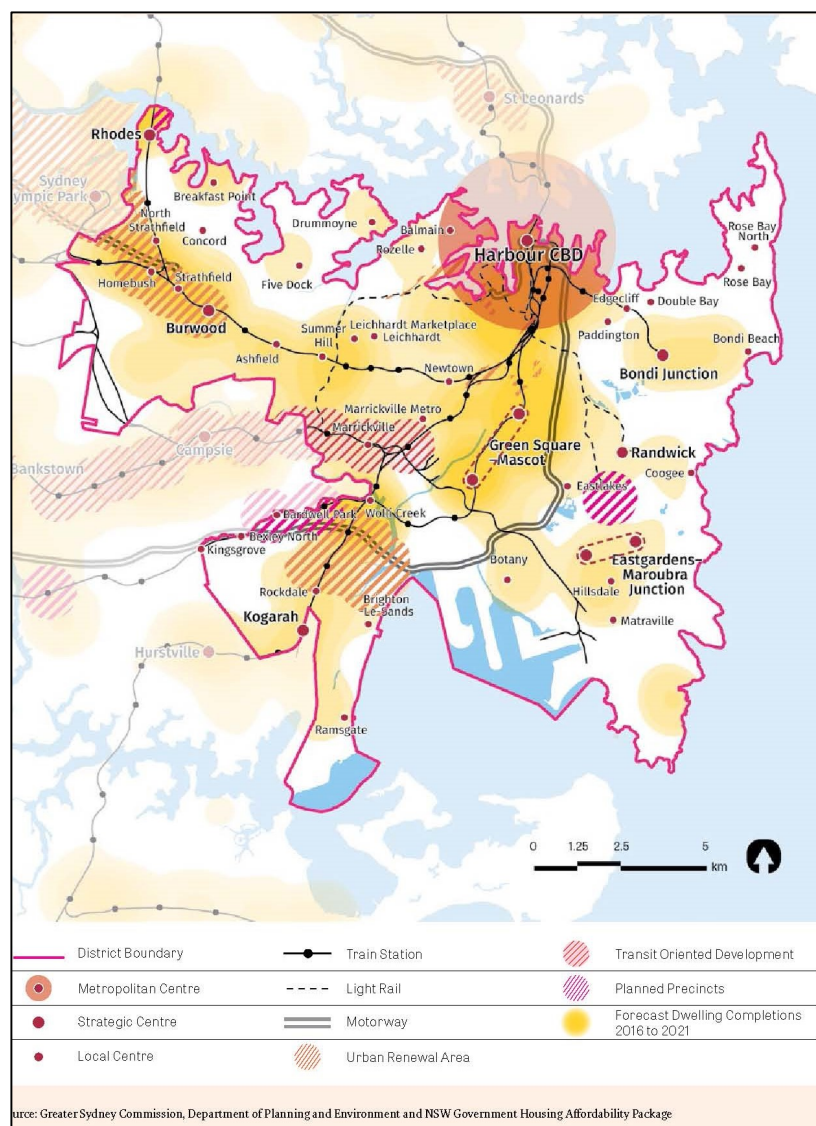 St Leonards
Rhodes
Sydney
ympic Park
Breakfast Point
North
Strathfield
Concord
Drummoyne
Balmain
Rozelle
Harbour CBD
Rose Bay
North
Rose Bay
Homebush
Strathfield
Five Dock
Edgecliff
Double Bay
Burwood
Summer
Hill
Leichhardt Marketplace
Leichhardt
Paddington
Bondi Beach
Ashfield
Newtown
Bondi Junction
Marrickville Metro
Marrickville
Campsie
Green Square
-Mascot
Randwick
Bankstown
Eastlakes
Coogee
Bardwell Park
Wolli Creek
Bexley North
Kingsgrove
Botany
Eastgardens-
Maroubra
Junction
Rockdale
Brighton
Le-Sands
Hillsdale
Kogarah
Matraville
Hurstville
Ramsgate
0 1.25 2.5 5
km
District Boundary
Train Station
Transit Oriented Development
Metropolitan Centre
Light Rail
Planned Precincts
Strategic Centre
Motorway
Forecast Dwelling Completions
2016 to 2021
Local Centre
Urban Renewal Area
urce: Greater Sydney Commission, Department of Planning and Environment and NSW Government Housing Affordability Package